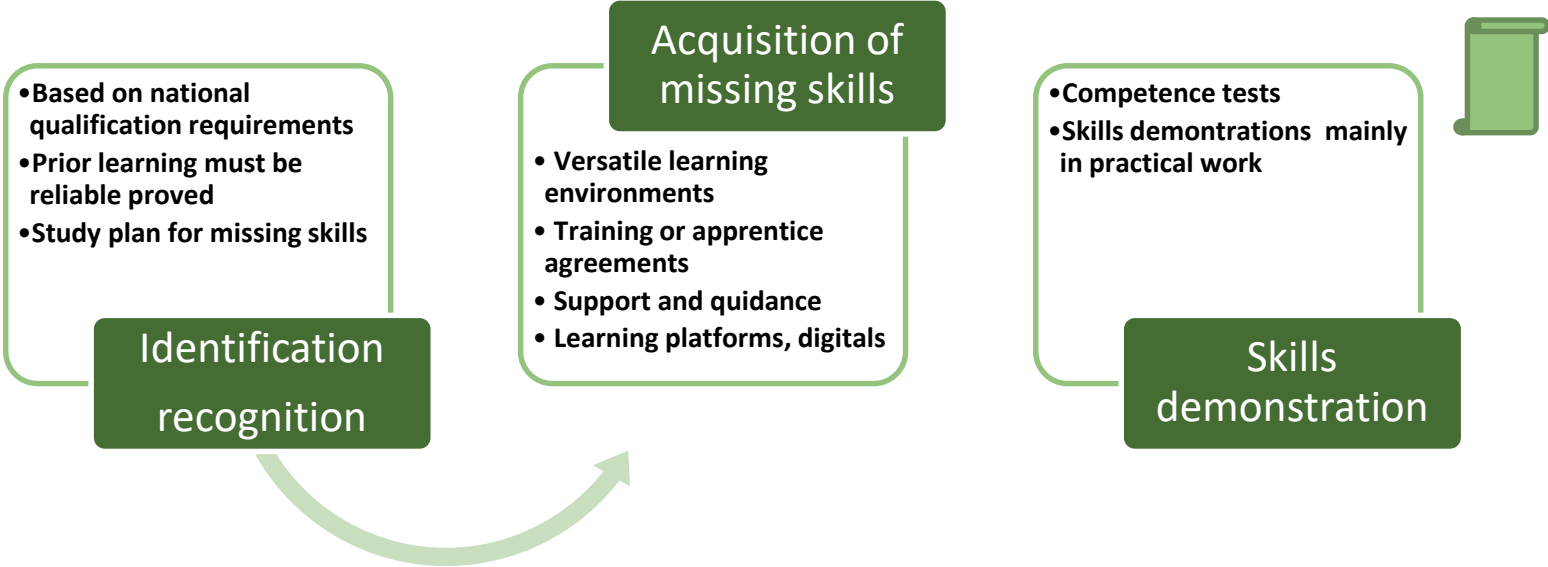 •Based on national
qualification requirements
•Prior learning must be
reliable proved
•Study plan for missing skills
Identification
recognition
Acquisition of
missing skills
• Versatile learning
environments
• Training or apprentice
agreements
• Support and quidance
• Learning platforms, digitals
•Competence tests
•Skills demontrations mainly
in practical work
Skills
demonstration